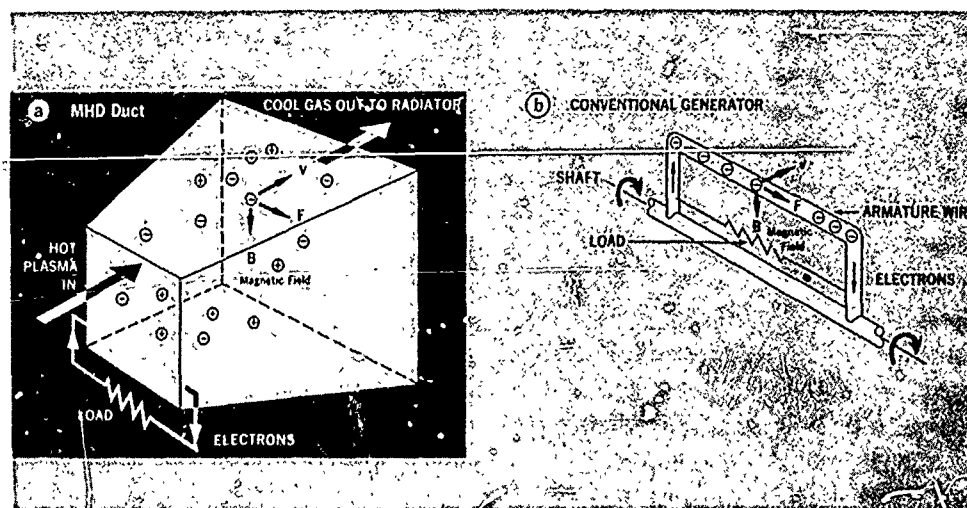 a MHD Duct
COOL GAS OUT TO RADIATOR
V
F
B
Magnetic Field
HOT
PLASMA
IN
LOAD
ELECTRONS
b CONVENTIONAL GENERATOR
SHAFT
V
F
B
Magnetic
Field
ARMATURE WIR
LOAD
ELECTRONS